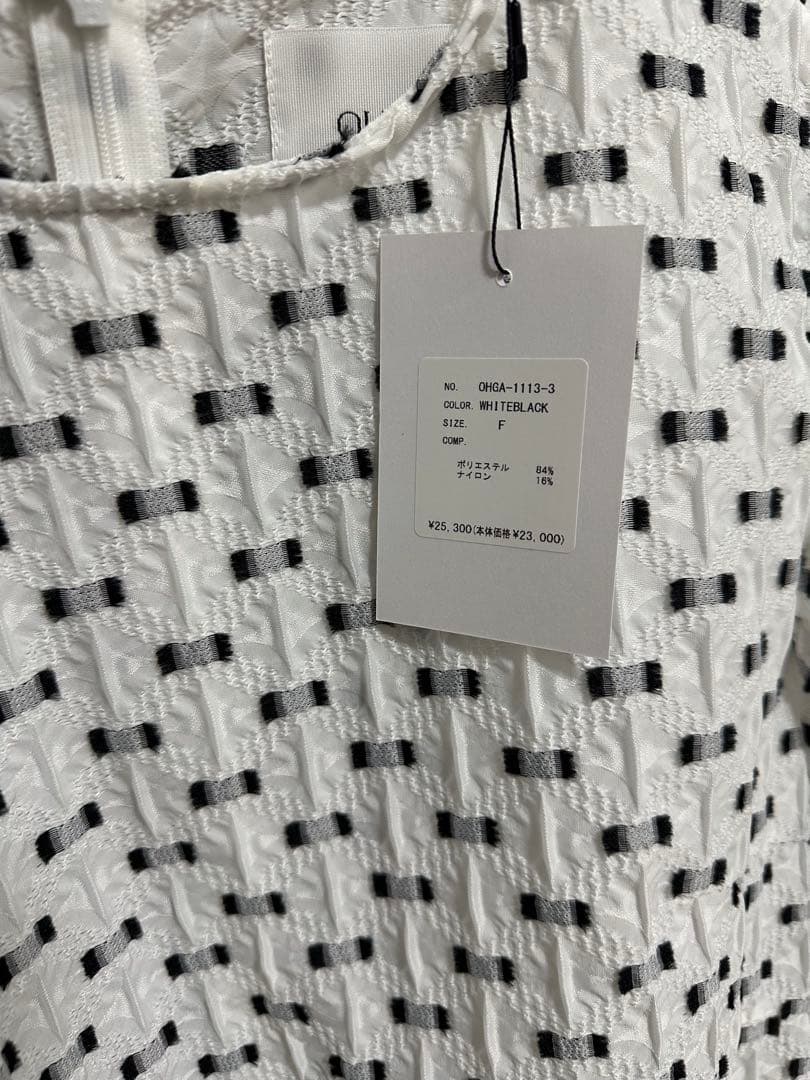 NO. OHGA-1113-3
COLOR. WHITEBLACK
SIZE. F
COMP.
ポリエステル 84%
ナイロン 16%
¥25,300(本体価格¥23,000)